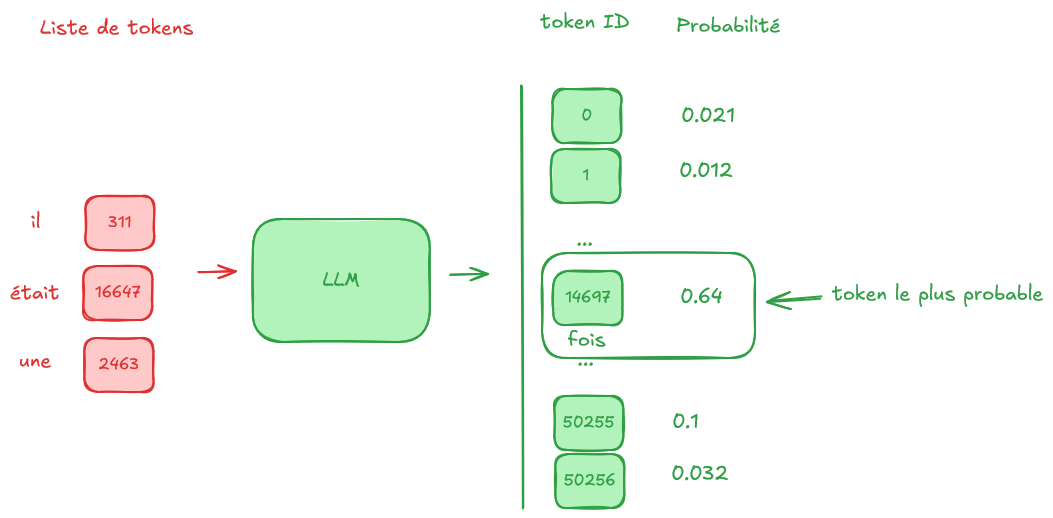 Liste de tokens
il 311
était 16647
une 2463
LLM
token ID Probabilité
0 0.021
1 0.012
...
14697 0.64
fois
token le plus probable
...
50255 0.1
50256 0.032